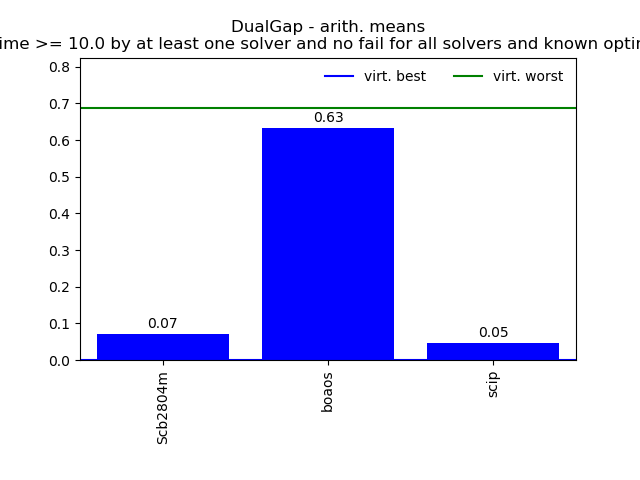 DualGap - arith. means
ime >= 10.0 by at least one solver and no fail for all solvers and known optim
virt. best
virt. worst
0.8
0.7
0.6
0.5
0.4
0.3
0.2
0.1
0.0
0.07
0.63
0.05
Scb2804m
boaos
scip